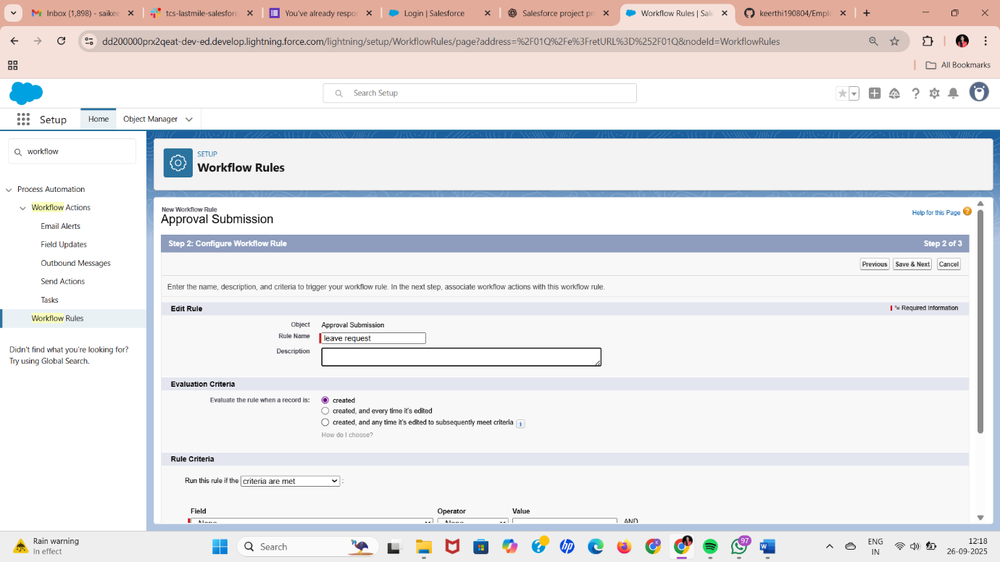 Inbox (1,898) - saikee
tcs-lastmile-salesforc
You've already respor
Login | Salesforce
Salesforce project pr
Workflow Rules | Sale
keerthi190804/Emplo
dd200000prx2qeat-dev-ed.develop.lightning.force.com/lightning/setup/WorkflowRules/page?address=%2F01Q%2Fe%3FretURL%3D%252F01Q&nodeId=WorkflowRules
All Bookmarks
Search Setup
Setup
Home
Object Manager
workflow
Process Automation
Workflow Actions
Email Alerts
Field Updates
Outbound Messages
Send Actions
Tasks
Workflow Rules
Didn't find what you're looking for?
Try using Global Search.
SETUP
Workflow Rules
New Workflow Rule
Approval Submission
Help for this Page ?
Step 2: Configure Workflow Rule
Step 2 of 3
Previous
Save & Next
Cancel
Enter the name, description, and criteria to trigger your workflow rule. In the next step, associate workflow actions with this workflow rule.
Edit Rule
= Required Information
Object
Approval Submission
Rule Name
leave request
Description
Evaluation Criteria
Evaluate the rule when a record is:
created
created, and every time it's edited
created, and any time it's edited to subsequently meet criteria i
How do I choose?
Rule Criteria
Run this rule if the criteria are met :
Field
Operator
Value
--None--
--None--
AND
Rain warning
In effect
Search
97
ENG
IN
12:18
26-09-2025